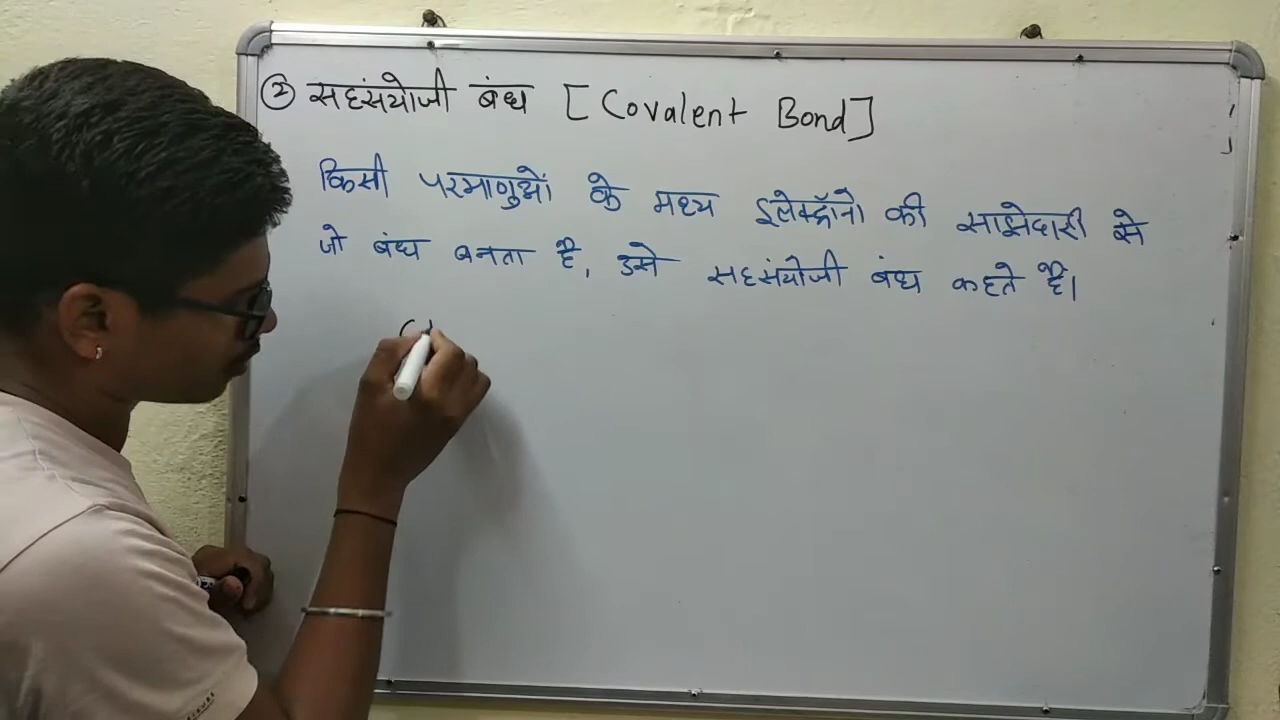 ② सहसंयोजी बंध [Covalent Bond]
किसी परमाणुओं के मध्य इलेक्ट्रॉनो की साझेदारी से
जो बंध बनता है, उसे सहसंयोजी बंध कहते है।